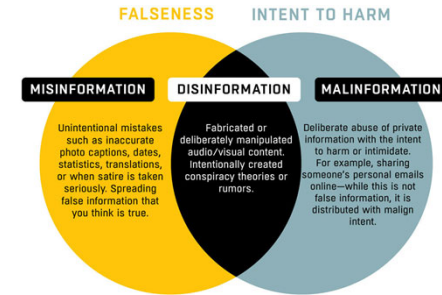 FALSENESS
INTENT TO HARM
MISINFORMATION
DISINFORMATION
MALINFORMATION
Unintentional mistakes
such as inaccurate
photo captions, dates,
statistics, translations,
or when satire is taken
seriously. Spreading
false information that
you think is true.
Fabricated or
deliberately manipulated
audio/visual content.
Intentionally created
conspiracy theories or
rumors.
Deliberate abuse of private
information with the intent
to harm or intimidate.
For example, sharing
someone's personal emails
online—while this is not
false information, it is
distributed with malign
intent.